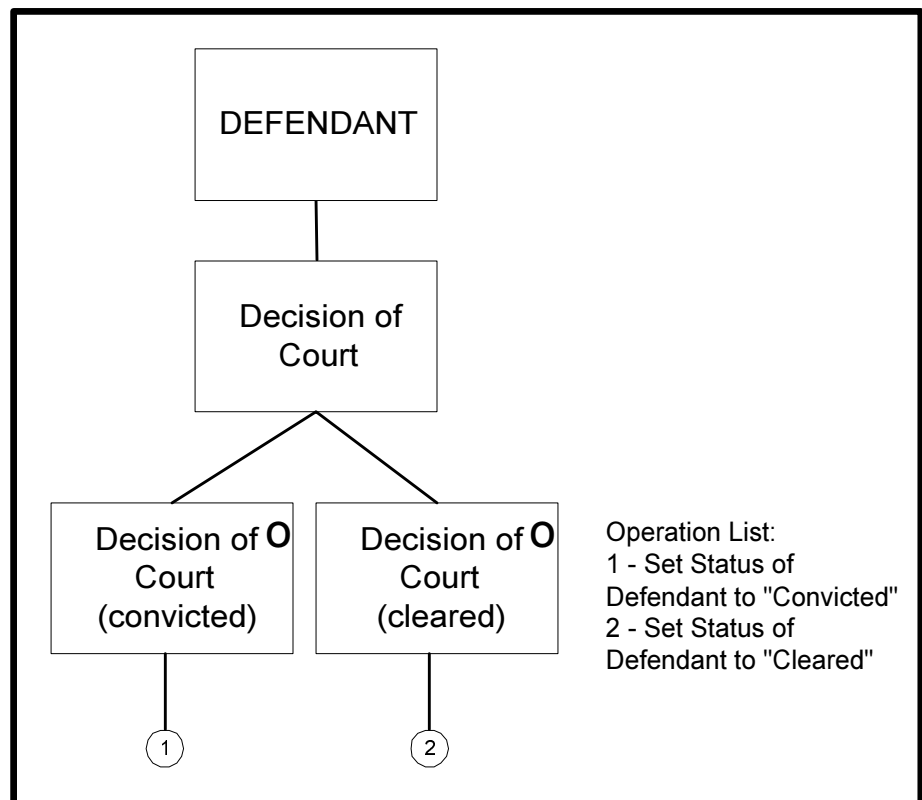 DEFENDANT
Decision of
Court
Decision of O
Court
(convicted)
Decision of O
Court
(cleared)
Operation List:
1 - Set Status of
Defendant to "Convicted"
2 - Set Status of
Defendant to "Cleared"
1
2